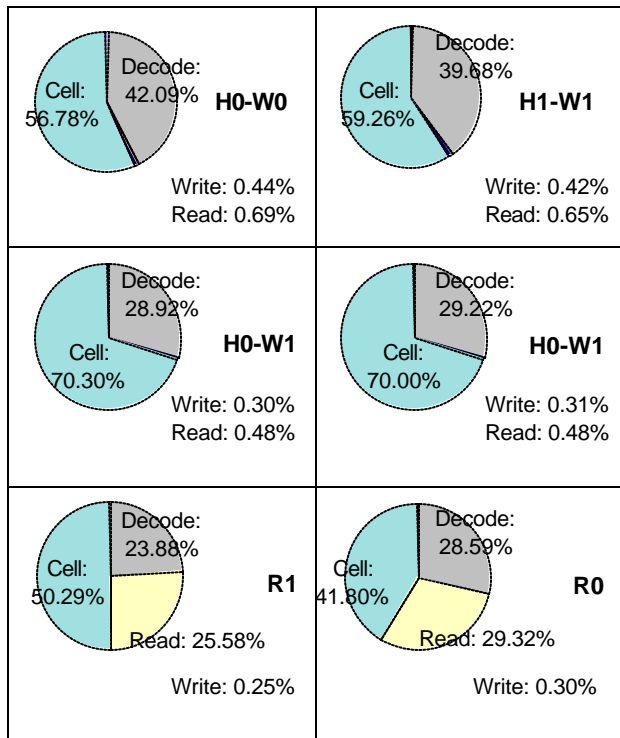 Cell:
56.78%
Decode:
42.09%
H0-W0
Write: 0.44%
Read: 0.69%
Cell:
59.26%
Decode:
39.68%
H1-W1
Write: 0.42%
Read: 0.65%
Decode:
28.92%
Cell:
70.30%
H0-W1
Write: 0.30%
Read: 0.48%
Decode:
29.22%
Cell:
70.00%
H0-W1
Write: 0.31%
Read: 0.48%
Decode:
23.88%
Cell:
50.29%
R1
Read: 25.58%
Write: 0.25%
Decode:
28.59%
Cell:
41.80%
R0
Read: 29.32%
Write: 0.30%